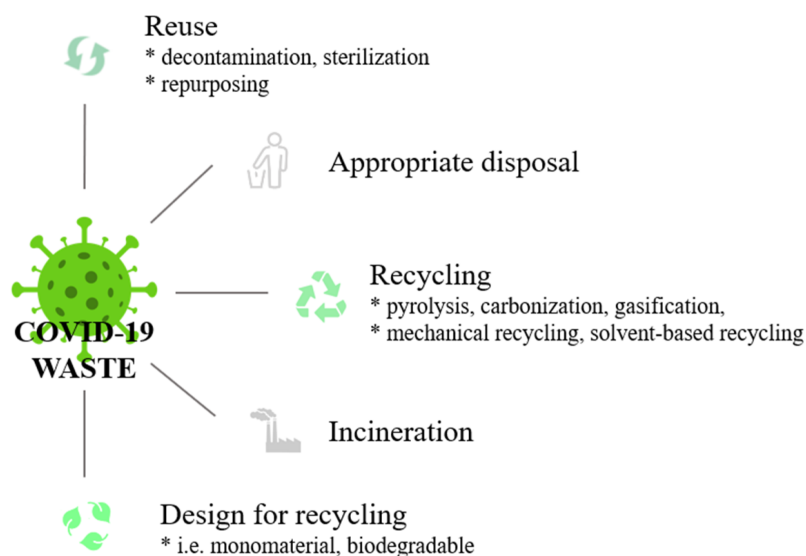 Reuse
* decontamination, sterilization
* repurposing
Appropriate disposal
Recycling
* pyrolysis, carbonization, gasification,
* mechanical recycling, solvent-based recycling
COVID-19
WASTE
Incineration
Design for recycling
* i.e. monomaterial, biodegradable